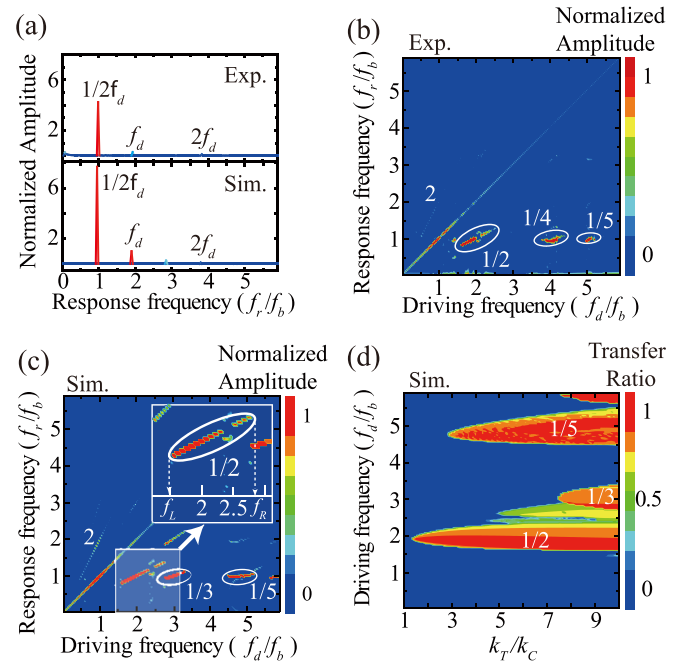 (a)
Exp.
1/2f_d
f_d
2f_d
6
4
2
Sim.
1/2f_d
f_d
2f_d
6
2
Normalized Amplitude
0 1 2 3 4 5
Response frequency (f_r/f_b)
(b)
Exp.
Normalized
Amplitude
1
0
2
1/2
1/4
1/5
5
4
3
2
1
Response frequency (f_r/f_b)
1 2 3 4 5
Driving frequency ( f_d/f_b)
(c)
Sim.
Normalized
Amplitude
1
0
1/2
f_L 2 2.5 f_R
2
1/3
1/5
5
4
3
2
1
Response frequency (f_r/f_b)
0 1 2 3 4 5
Driving frequency ( f_d/f_b)
(d)
Sim.
Transfer
Ratio
1
0.5
0
1/5
1/3
1/2
5
4
3
2
1
Driving frequency (f_d/f_b)
1 3 5 7 9
k_T/k_C